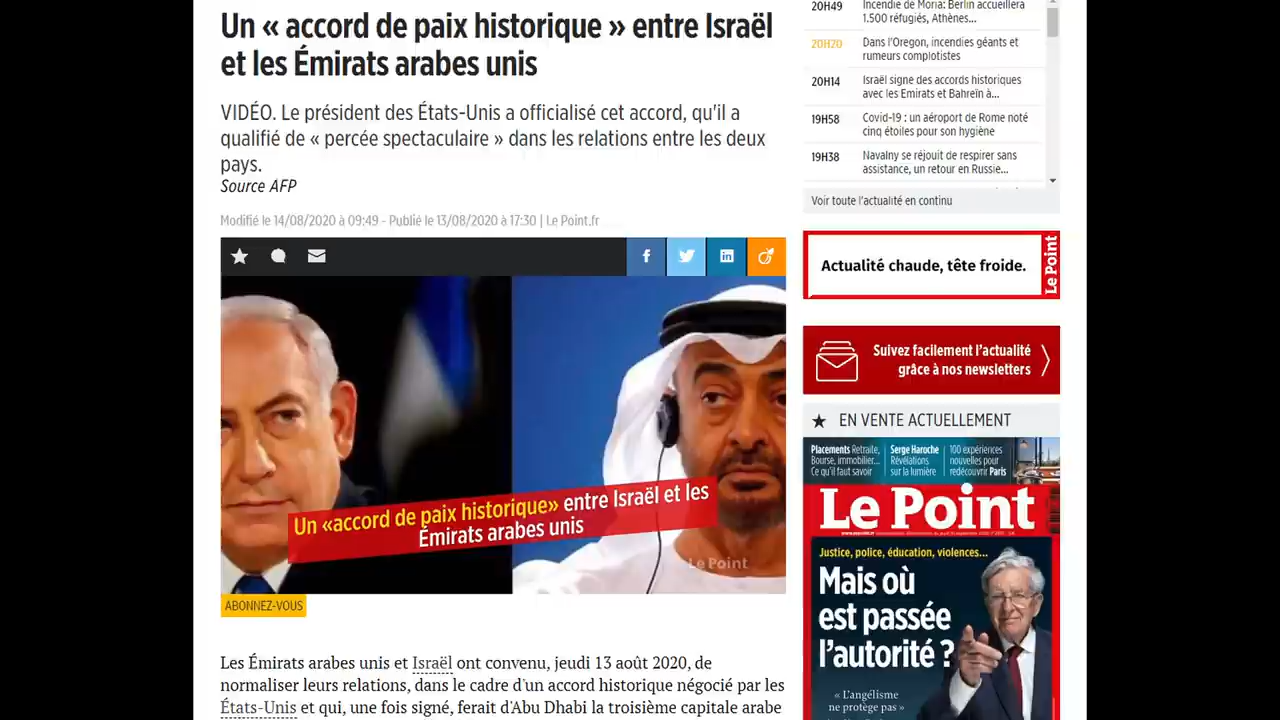 Un « accord de paix historique » entre Israël
et les Émirats arabes unis
VIDÉO. Le président des États-Unis a officialisé cet accord, qu'il a
qualifié de « percée spectaculaire » dans les relations entre les deux
pays.
Source AFP
Modifié le 14/08/2020 à 09:49 - Publié le 13/08/2020 à 17:30 | Le Point.fr
Un «accord de paix historique» entre Israël et les
Émirats arabes unis
Le Point
ABONNEZ-VOUS
Les Émirats arabes unis et Israël ont convenu, jeudi 13 août 2020, de
normaliser leurs relations, dans le cadre d'un accord historique négocié par les
États-Unis et qui, une fois signé, ferait d'Abu Dhabi la troisième capitale arabe
20H49 Incendie de Moria: Berlin accueillera
1.500 réfugiés, Athènes...
20H20 Dans l'Oregon, incendies géants et
rumeurs complotistes
20H14 Israël signe des accords historiques
avec les Emirats et Bahreïn à...
19H58 Covid-19 : un aéroport de Rome noté
cinq étoiles pour son hygiène
19H38 Navalny se réjouit de respirer sans
assistance, un retour en Russie...
Voir toute l'actualité en continu
Actualité chaude, tête froide.
Le Point
Suivez facilement l'actualité
grâce à nos newsletters
EN VENTE ACTUELLEMENT
Placements Retraite,
Bourse, immobilier...
Ce qu'il faut savoir
Serge Haroche
Révélations
sur la lumière
100 expériences
nouvelles pour
redécouvrir Paris
Le Point
Justice, police, éducation, violences...
Mais où
est passée
l'autorité ?
« L'angélisme
ne protège pas »